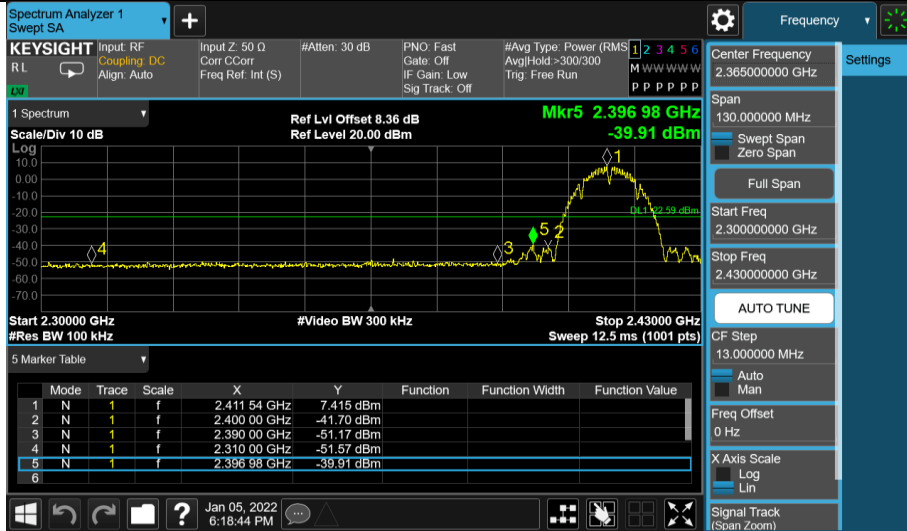 Spectrum Analyzer 1
Swept SA
+
Frequency
KEYSIGHT
RL
LXI
Input: RF
Coupling: DC
Align: Auto
Input Z: 50 Ω
Corr CCorr
Freq Ref: Int (S)
#Atten: 30 dB
PNO: Fast
Gate: Off
IF Gain: Low
Sig Track: Off
#Avg Type: Power (RMS
Avg|Hold:>300/300
Trig: Free Run
1 2 3 4 5 6
M W W W W W
P P P P P P
1 Spectrum
Scale/Div 10 dB
Ref Lvl Offset 8.36 dB
Ref Level 20.00 dBm
Mkr5 2.396 98 GHz
-39.91 dBm
Log
10.0
0.00
-10.0
-20.0
-30.0
-40.0
-50.0
-60.0
-70.0
1
DL1 -22.59 dBm
5
2
3
4
Start 2.30000 GHz
#Video BW 300 kHz
Stop 2.43000 GHz
#Res BW 100 kHz
Sweep 12.5 ms (1001 pts)
5 Marker Table
Mode Trace Scale X Y Function Function Width Function Value
1 N 1 f 2.411 54 GHz 7.415 dBm
2 N 1 f 2.400 00 GHz -41.70 dBm
3 N 1 f 2.390 00 GHz -51.17 dBm
4 N 1 f 2.310 00 GHz -51.57 dBm
5 N 1 f 2.396 98 GHz -39.91 dBm
6
?
Jan 05, 2022
6:18:44 PM
Center Frequency
2.365000000 GHz
Settings
Span
130.000000 MHz
Swept Span
Zero Span
Full Span
Start Freq
2.300000000 GHz
Stop Freq
2.430000000 GHz
AUTO TUNE
CF Step
13.000000 MHz
Auto
Man
Freq Offset
0 Hz
X Axis Scale
Log
Lin
Signal Track
(Span Zoom)